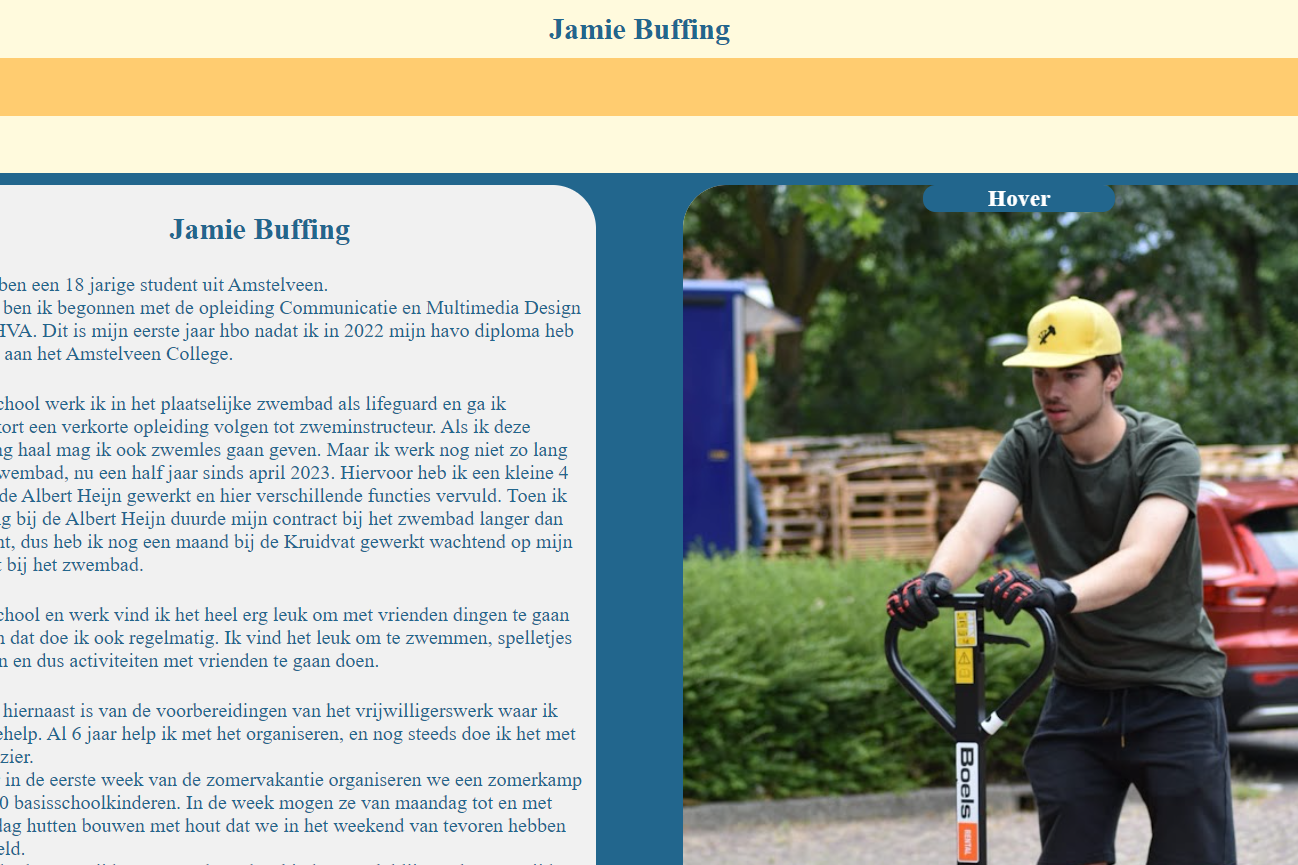 Jamie Buffing
Hover
Jamie Buffing
ben een 18 jarige student uit Amstelveen.
ben ik begonnen met de opleiding Communicatie en Multimedia Design
HVA. Dit is mijn eerste jaar hbo nadat ik in 2022 mijn havo diploma heb
aan het Amstelveen College.
chool werk ik in het plaatselijke zwembad als lifeguard en ga ik
kort een verkorte opleiding volgen tot zweminstructeur. Als ik deze
ng haal mag ik ook zwemles gaan geven. Maar ik werk nog niet zo lang
wembad, nu een half jaar sinds april 2023. Hiervoor heb ik een kleine 4
de Albert Heijn gewerkt en hier verschillende functies vervuld. Toen ik
g bij de Albert Heijn duurde mijn contract bij het zwembad langer dan
ht, dus heb ik nog een maand bij de Kruidvat gewerkt wachtend op mijn
t bij het zwembad.
chool en werk vind ik het heel erg leuk om met vrienden dingen te gaan
n dat doe ik ook regelmatig. Ik vind het leuk om te zwemmen, spelletjes
n en dus activiteiten met vrienden te gaan doen.
hiernaast is van de voorbereidingen van het vrijwilligerswerk waar ik
ehelp. Al 6 jaar help ik met het organiseren, en nog steeds doe ik het met
zier.
in de eerste week van de zomervakantie organiseren we een zomerkamp
0 basisschoolkinderen. In de week mogen ze van maandag tot en met
dag hutten bouwen met hout dat we in het weekend van tevoren hebben
eld.
Boels
RENTAL